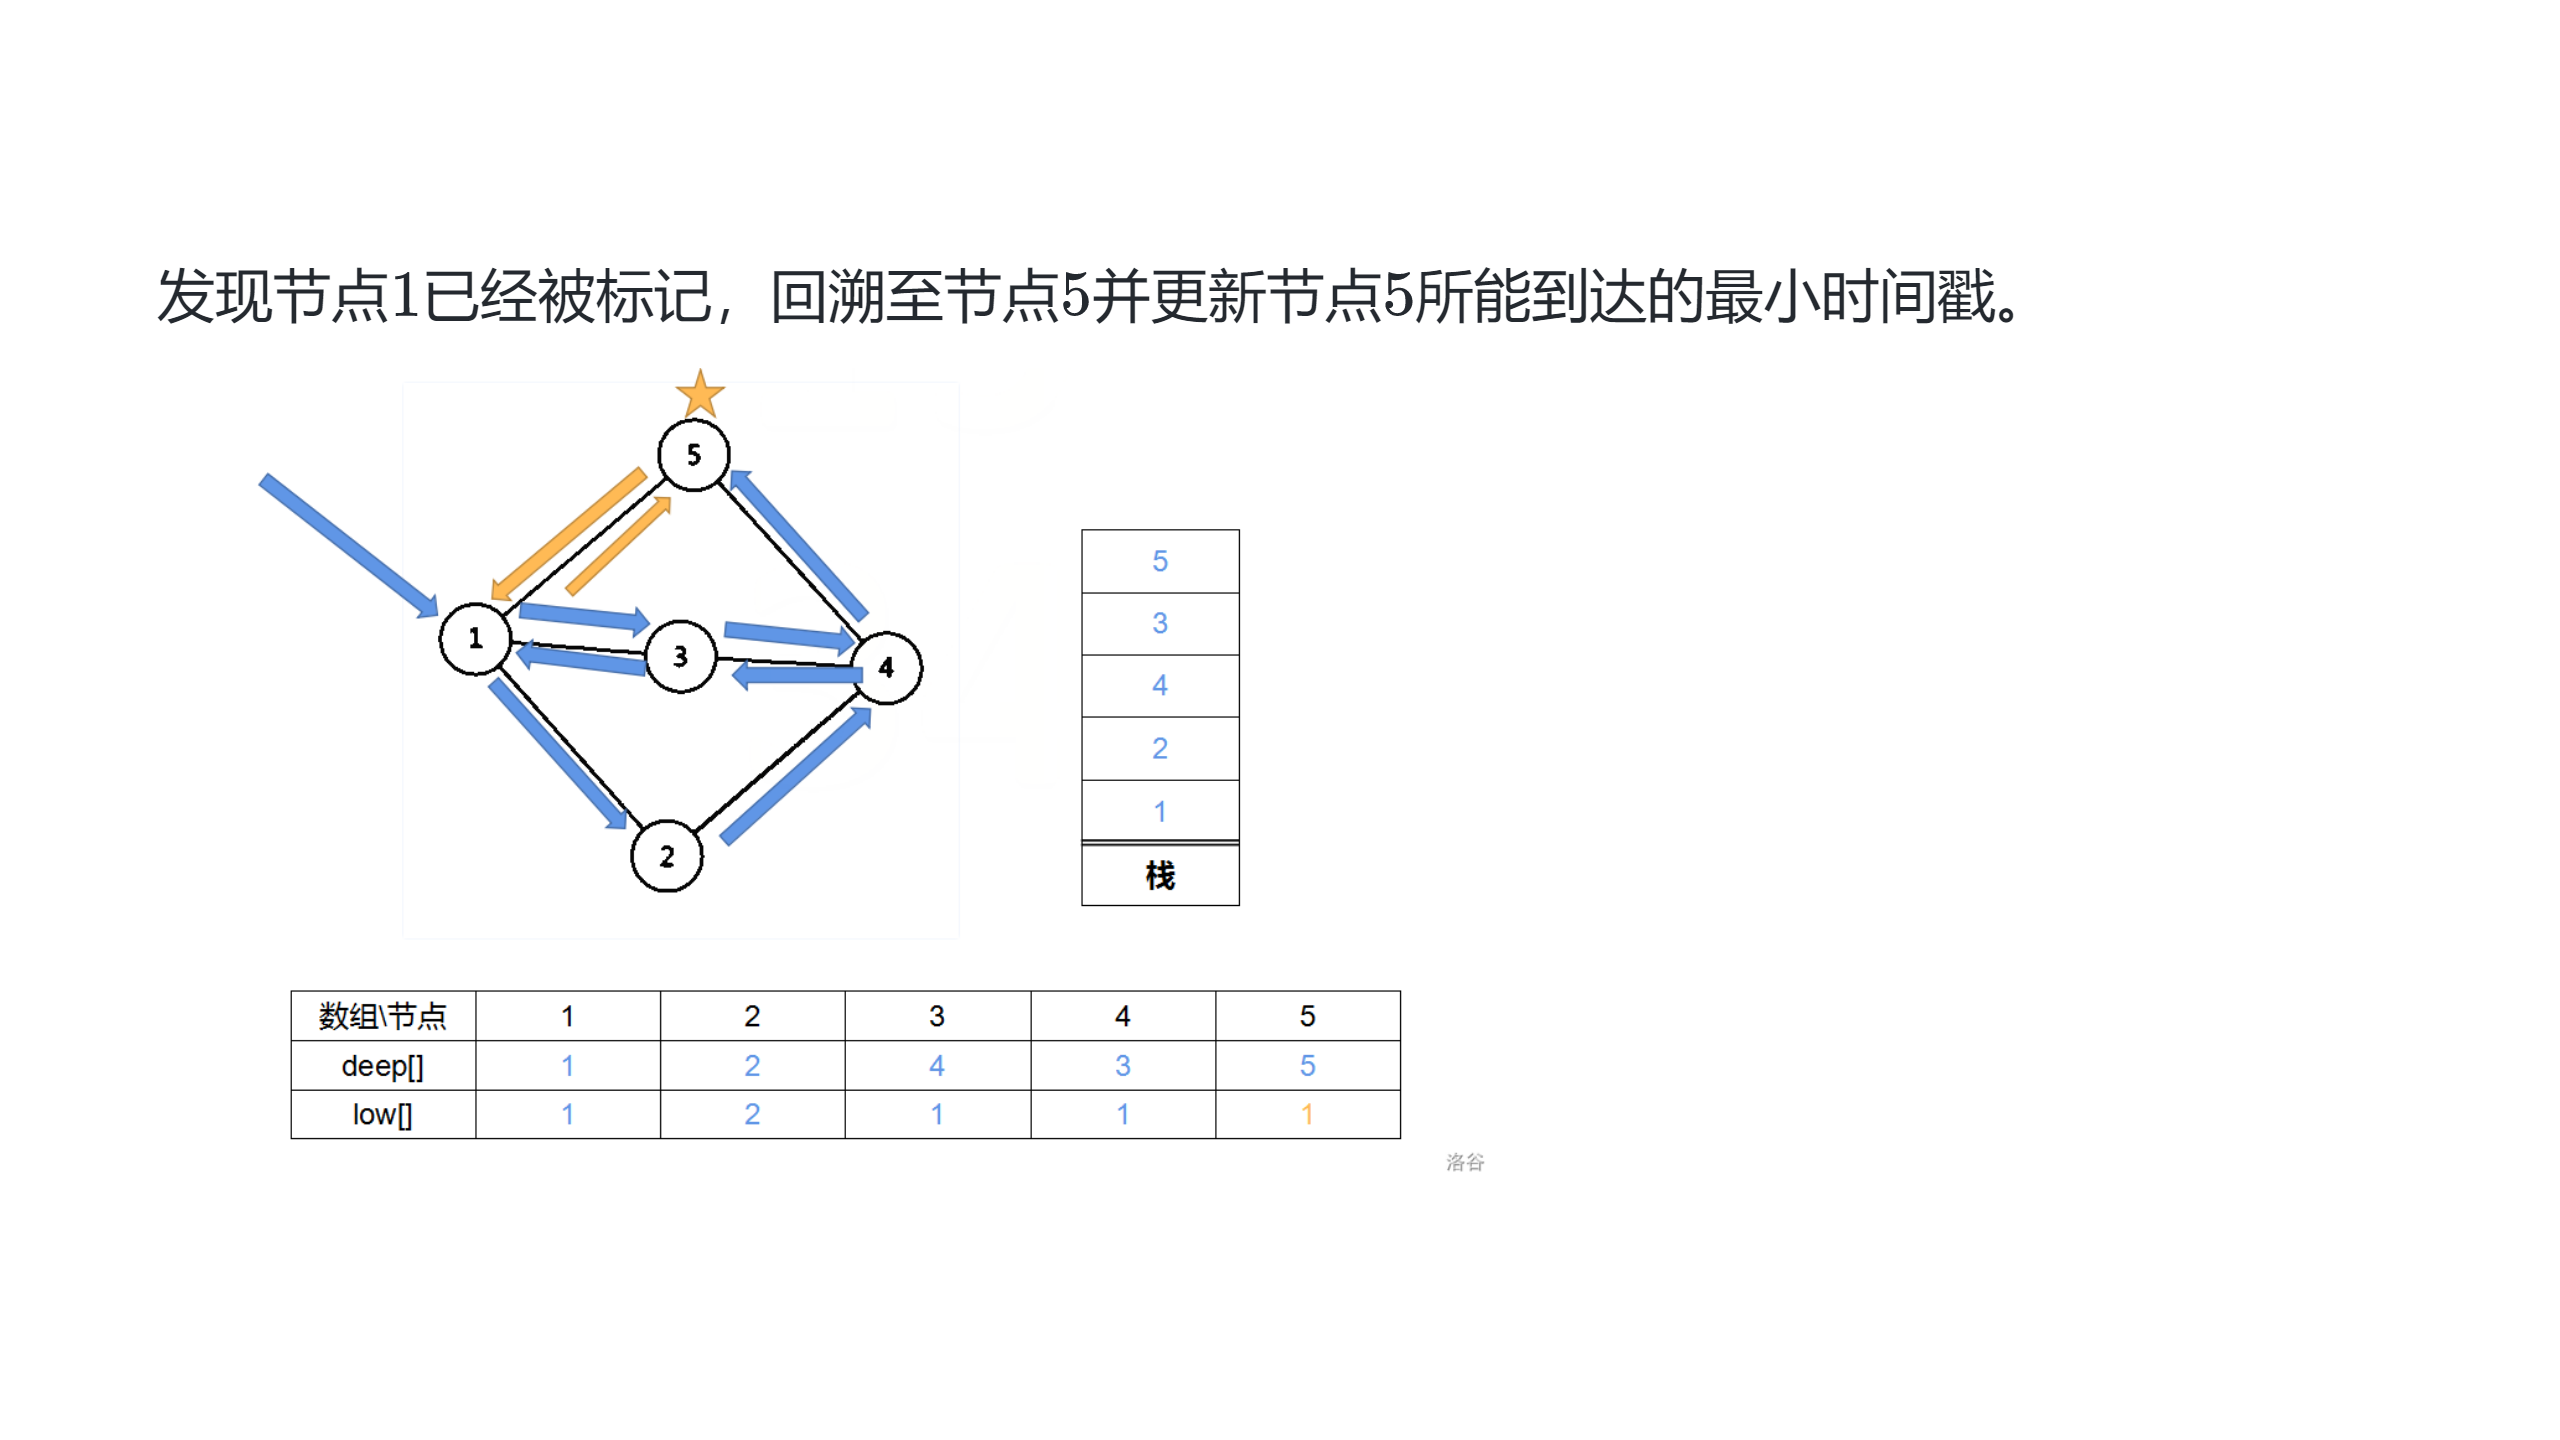 发现节点1已经被标记，回溯至节点5并更新节点5所能到达的最小时间戳。
5
1
3
4
2
5
3
4
2
1
栈
数组\节点 1 2 3 4 5
deep[] 1 2 4 3 5
low[] 1 2 1 1 1
洛谷